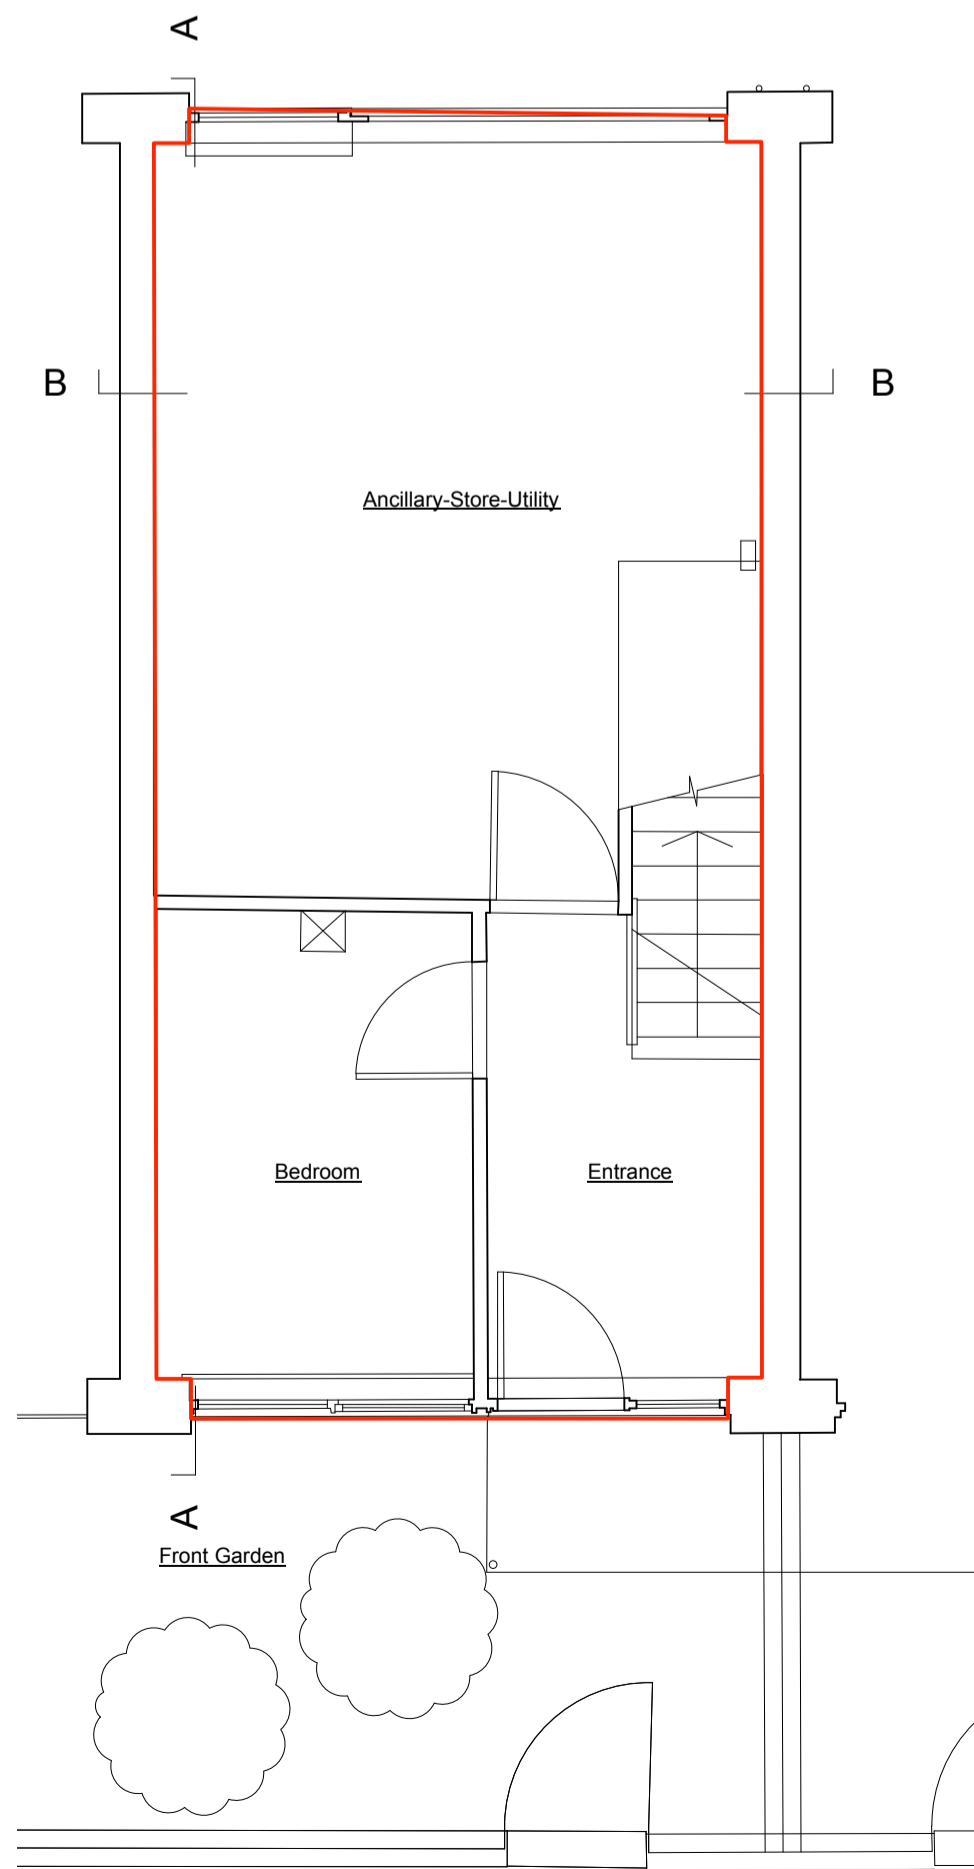 A
B
B
Ancillary-Store-Utility
Bedroom
Entrance
A
Front Garden